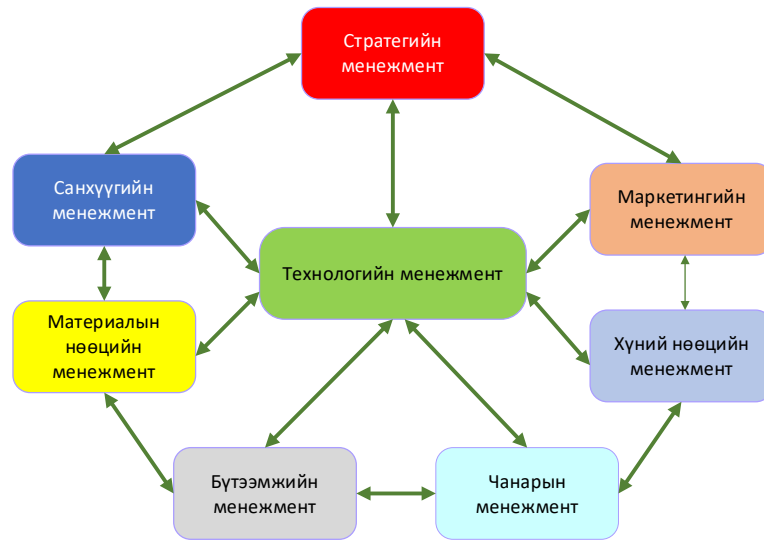 Стратегийн
менежмент
Санхүүгийн
менежмент
Маркетингийн
менежмент
Технологийн менежмент
Материалын
нөөцийн
менежмент
Хүний нөөцийн
менежмент
Бүтээмжийн
менежмент
Чанарын
менежмент